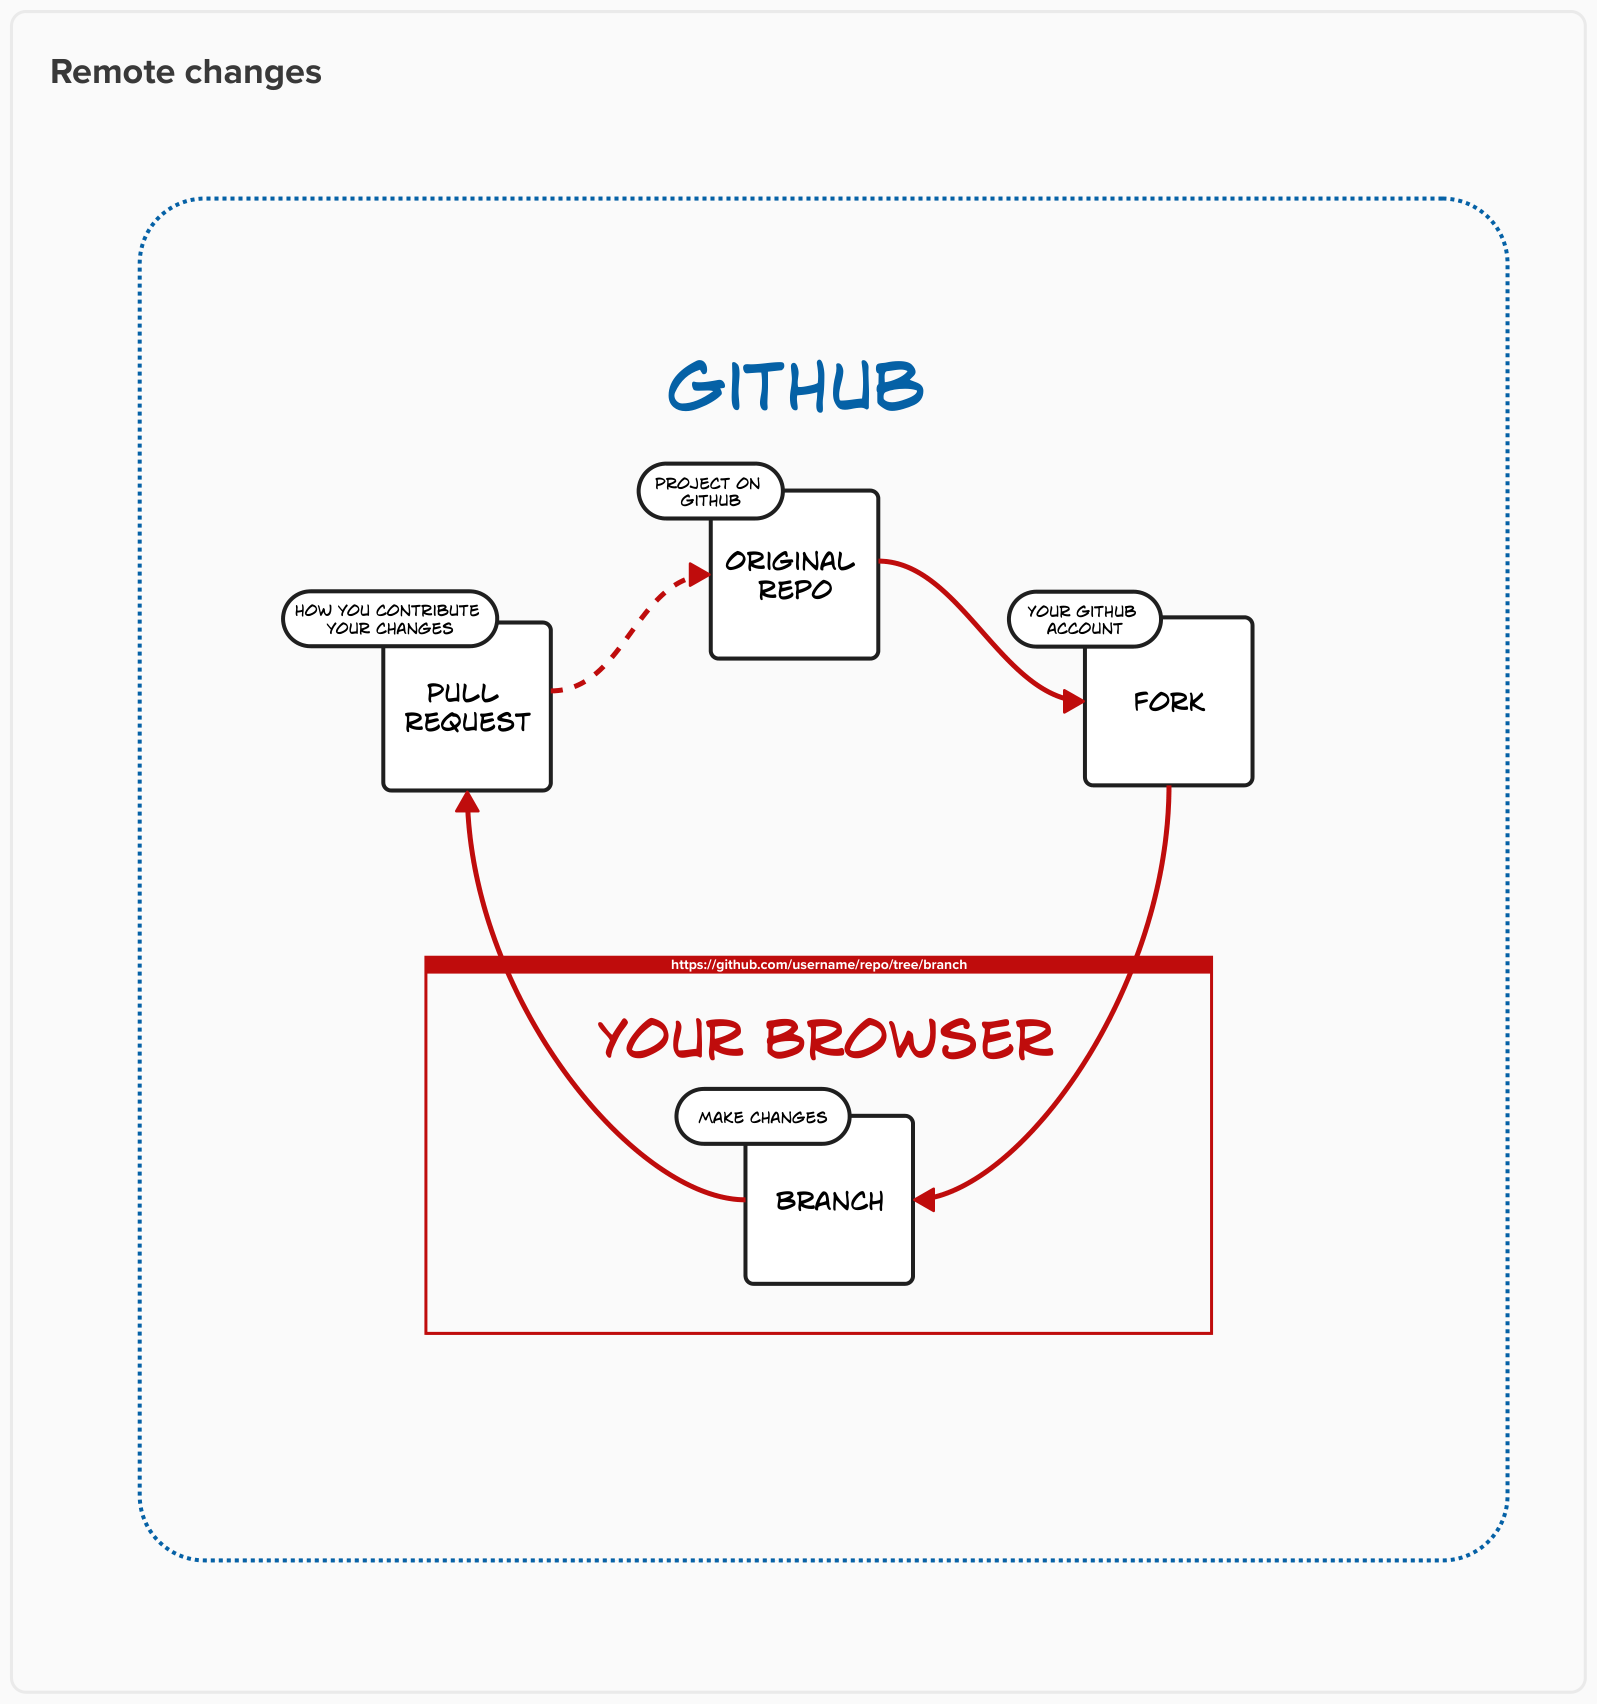 Remote changes
GITHUB
PROJECT ON
GITHUB
ORIGINAL
REPO
HOW YOU CONTRIBUTE
YOUR CHANGES
PULL
REQUEST
YOUR GITHUB
ACCOUNT
FORK
https://github.com/username/repo/tree/branch
YOUR BROWSER
MAKE CHANGES
BRANCH